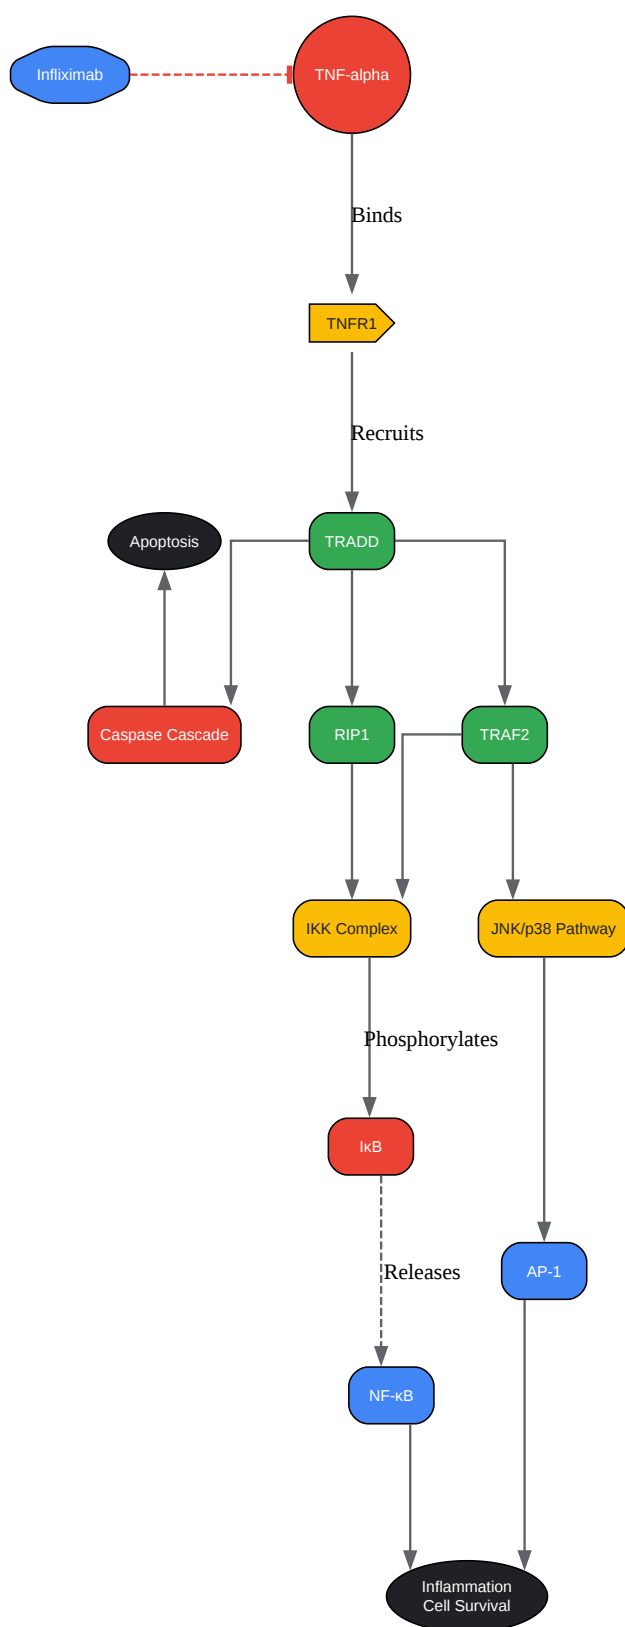 Infliximab
TNF-alpha
Binds
TNFR1
Recruits
Apoptosis
TRADD
Caspase Cascade
RIP1
TRAF2
IKK Complex
JNK/p38 Pathway
Phosphorylates
IκB
Releases
AP-1
NF-κB
Inflammation
Cell Survival